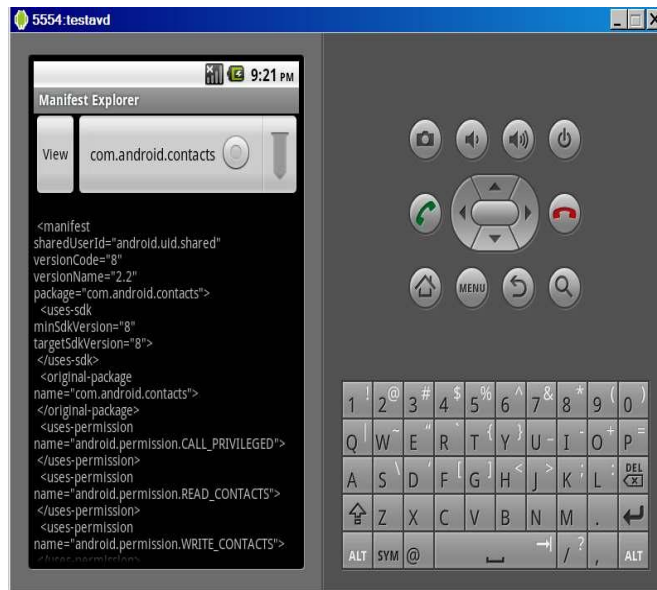 5554:testavd
9:21 PM
Manifest Explorer
View
com.android.contacts
<manifest
sharedUserId="android.uid.shared"
versionCode="8"
versionName="2.2"
package="com.android.contacts">
<uses-sdk
minSdkVersion="8"
targetSdkVersion="8">
</uses-sdk>
<original-package
name="com.android.contacts">
</original-package>
<uses-permission
name="android.permission.CALL_PRIVILEGED">
</uses-permission>
<uses-permission
name="android.permission.READ_CONTACTS">
</uses-permission>
<uses-permission
name="android.permission.WRITE_CONTACTS">
</uses-permission>
MENU
1 ! 2 @ 3 # 4 $ 5 % 6 ^ 7 & 8 * 9 ( 0 )
Q | W ~ E " R ` T { Y } U - I - O + P =
A S \ D ' F [ G ] H < J > K ; L : DEL
Z X C V B N M .
ALT SYM @ / ? , ALT